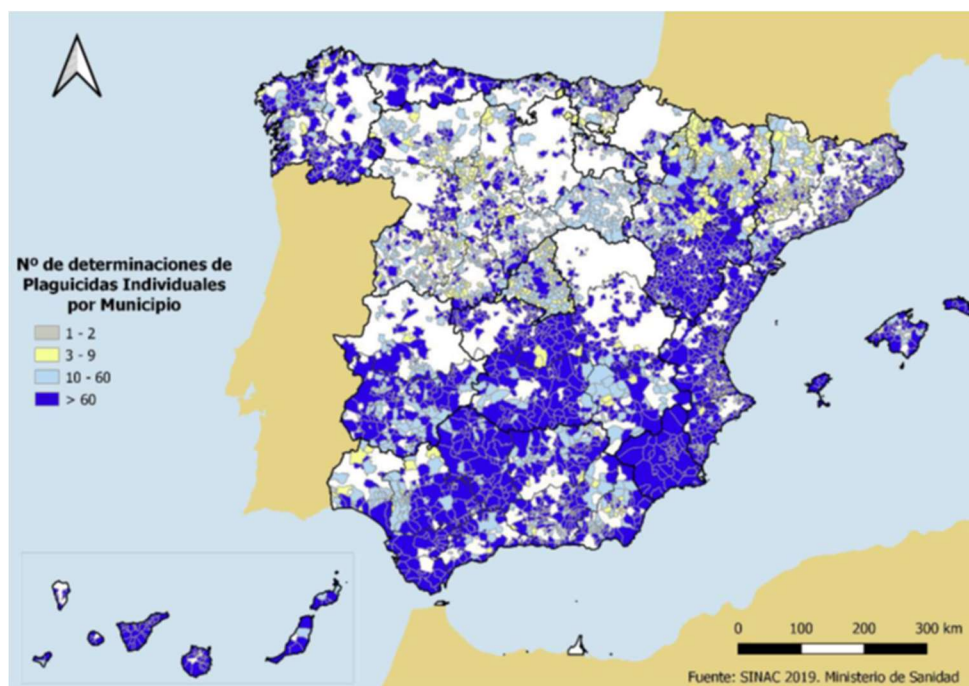 Nº de determinaciones de
Plaguicidas Individuales
por Municipio
1 - 2
3 - 9
10 - 60
> 60
0 100 200 300 km
Fuente: SINAC 2019. Ministerio de Sanidad